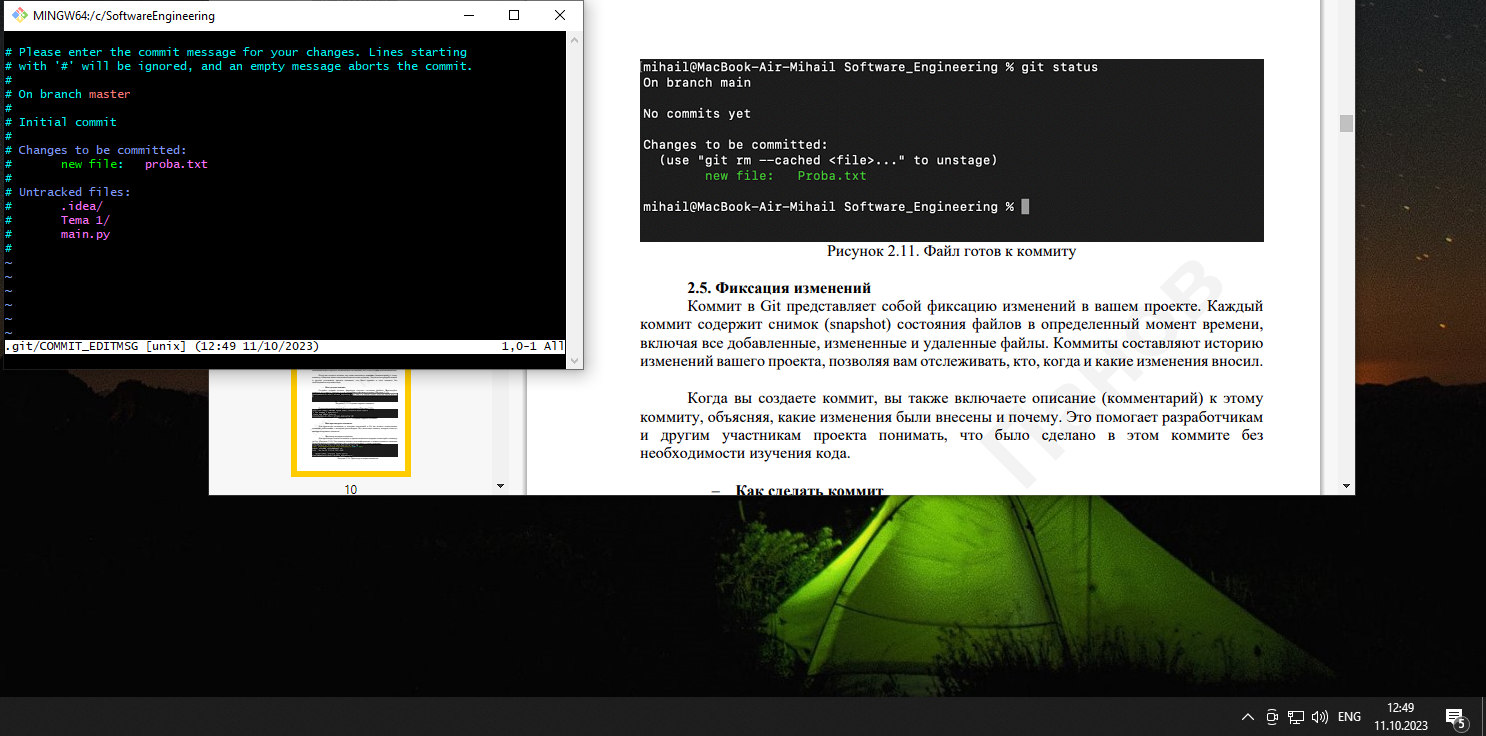 MINGW64:/c/SoftwareEngineering
# Please enter the commit message for your changes. Lines starting
# with '#' will be ignored, and an empty message aborts the commit.
#
# On branch master
#
# Initial commit
#
# Changes to be committed:
#       new file:   proba.txt
#
# Untracked files:
#       .idea/
#       Tema 1/
#       main.py
#
~
~
~
~
~
~
.git/COMMIT_EDITMSG [unix] (12:49 11/10/2023) 1,0-1 All
10
mihail@MacBook-Air-Mihail Software_Engineering % git status
On branch main
No commits yet
Changes to be committed:
(use "git rm --cached <file>..." to unstage)
new file:   Proba.txt
mihail@MacBook-Air-Mihail Software_Engineering %
Рисунок 2.11. Файл готов к коммиту
2.5. Фиксация изменений
Коммит в Git представляет собой фиксацию изменений в вашем проекте. Каждый
коммит содержит снимок (snapshot) состояния файлов в определенный момент времени,
включая все добавленные, измененные и удаленные файлы. Коммиты составляют историю
изменений вашего проекта, позволяя вам отслеживать, кто, когда и какие изменения вносил.
Когда вы создаете коммит, вы также включаете описание (комментарий) к этому
коммиту, объясняя, какие изменения были внесены и почему. Это помогает разработчикам
и другим участникам проекта понимать, что было сделано в этом коммите без
необходимости изучения кода.
– Как сделать коммит
ENG
12:49
11.10.2023
5